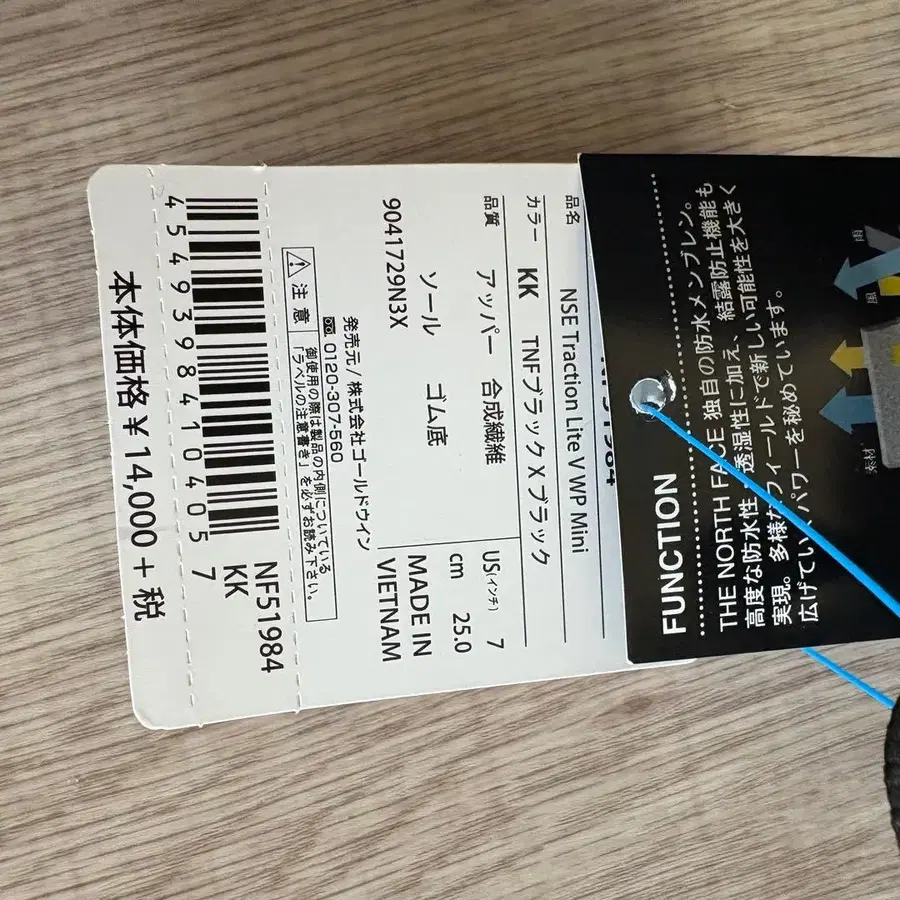 品名 NSE Traction Lite V WP Mini
カラー KK TNFブラック X ブラック
品質 アッパー 合成繊維
ソール ゴム底
US(インチ) 7
cm 25.0
9041729N3X
MADE IN
VIETNAM
発売元/株式会社ゴールドウイン
0120-307-560
注意
御使用の際は製品の内側についている
「ラベルの注意書き」を必ずお読み下さい。
4549398410405
NF51984
KK
7
本体価格 ¥14,000 + 税
FUNCTION
THE NORTH FACE 独自の防水メンブレン。
高度な防水性、透湿性に加え、結露防止機能も
実現。多様なフィールドで新しい可能性を大きく
広げていくパワーを秘めています。
雨
風
素材